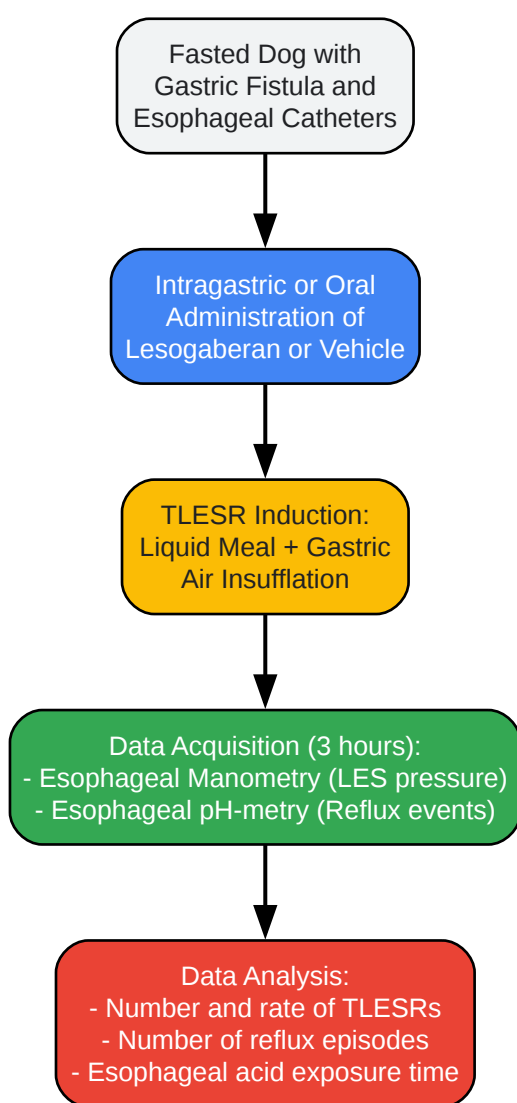 Fasted Dog with
Gastric Fistula and
Esophageal Catheters
Intragastric or Oral
Administration of
Lesogaberan or Vehicle
TLESR Induction:
Liquid Meal + Gastric
Air Insufflation
Data Acquisition (3 hours):
- Esophageal Manometry (LES pressure)
- Esophageal pH-metry (Reflux events)
Data Analysis:
- Number and rate of TLESRs
- Number of reflux episodes
- Esophageal acid exposure time